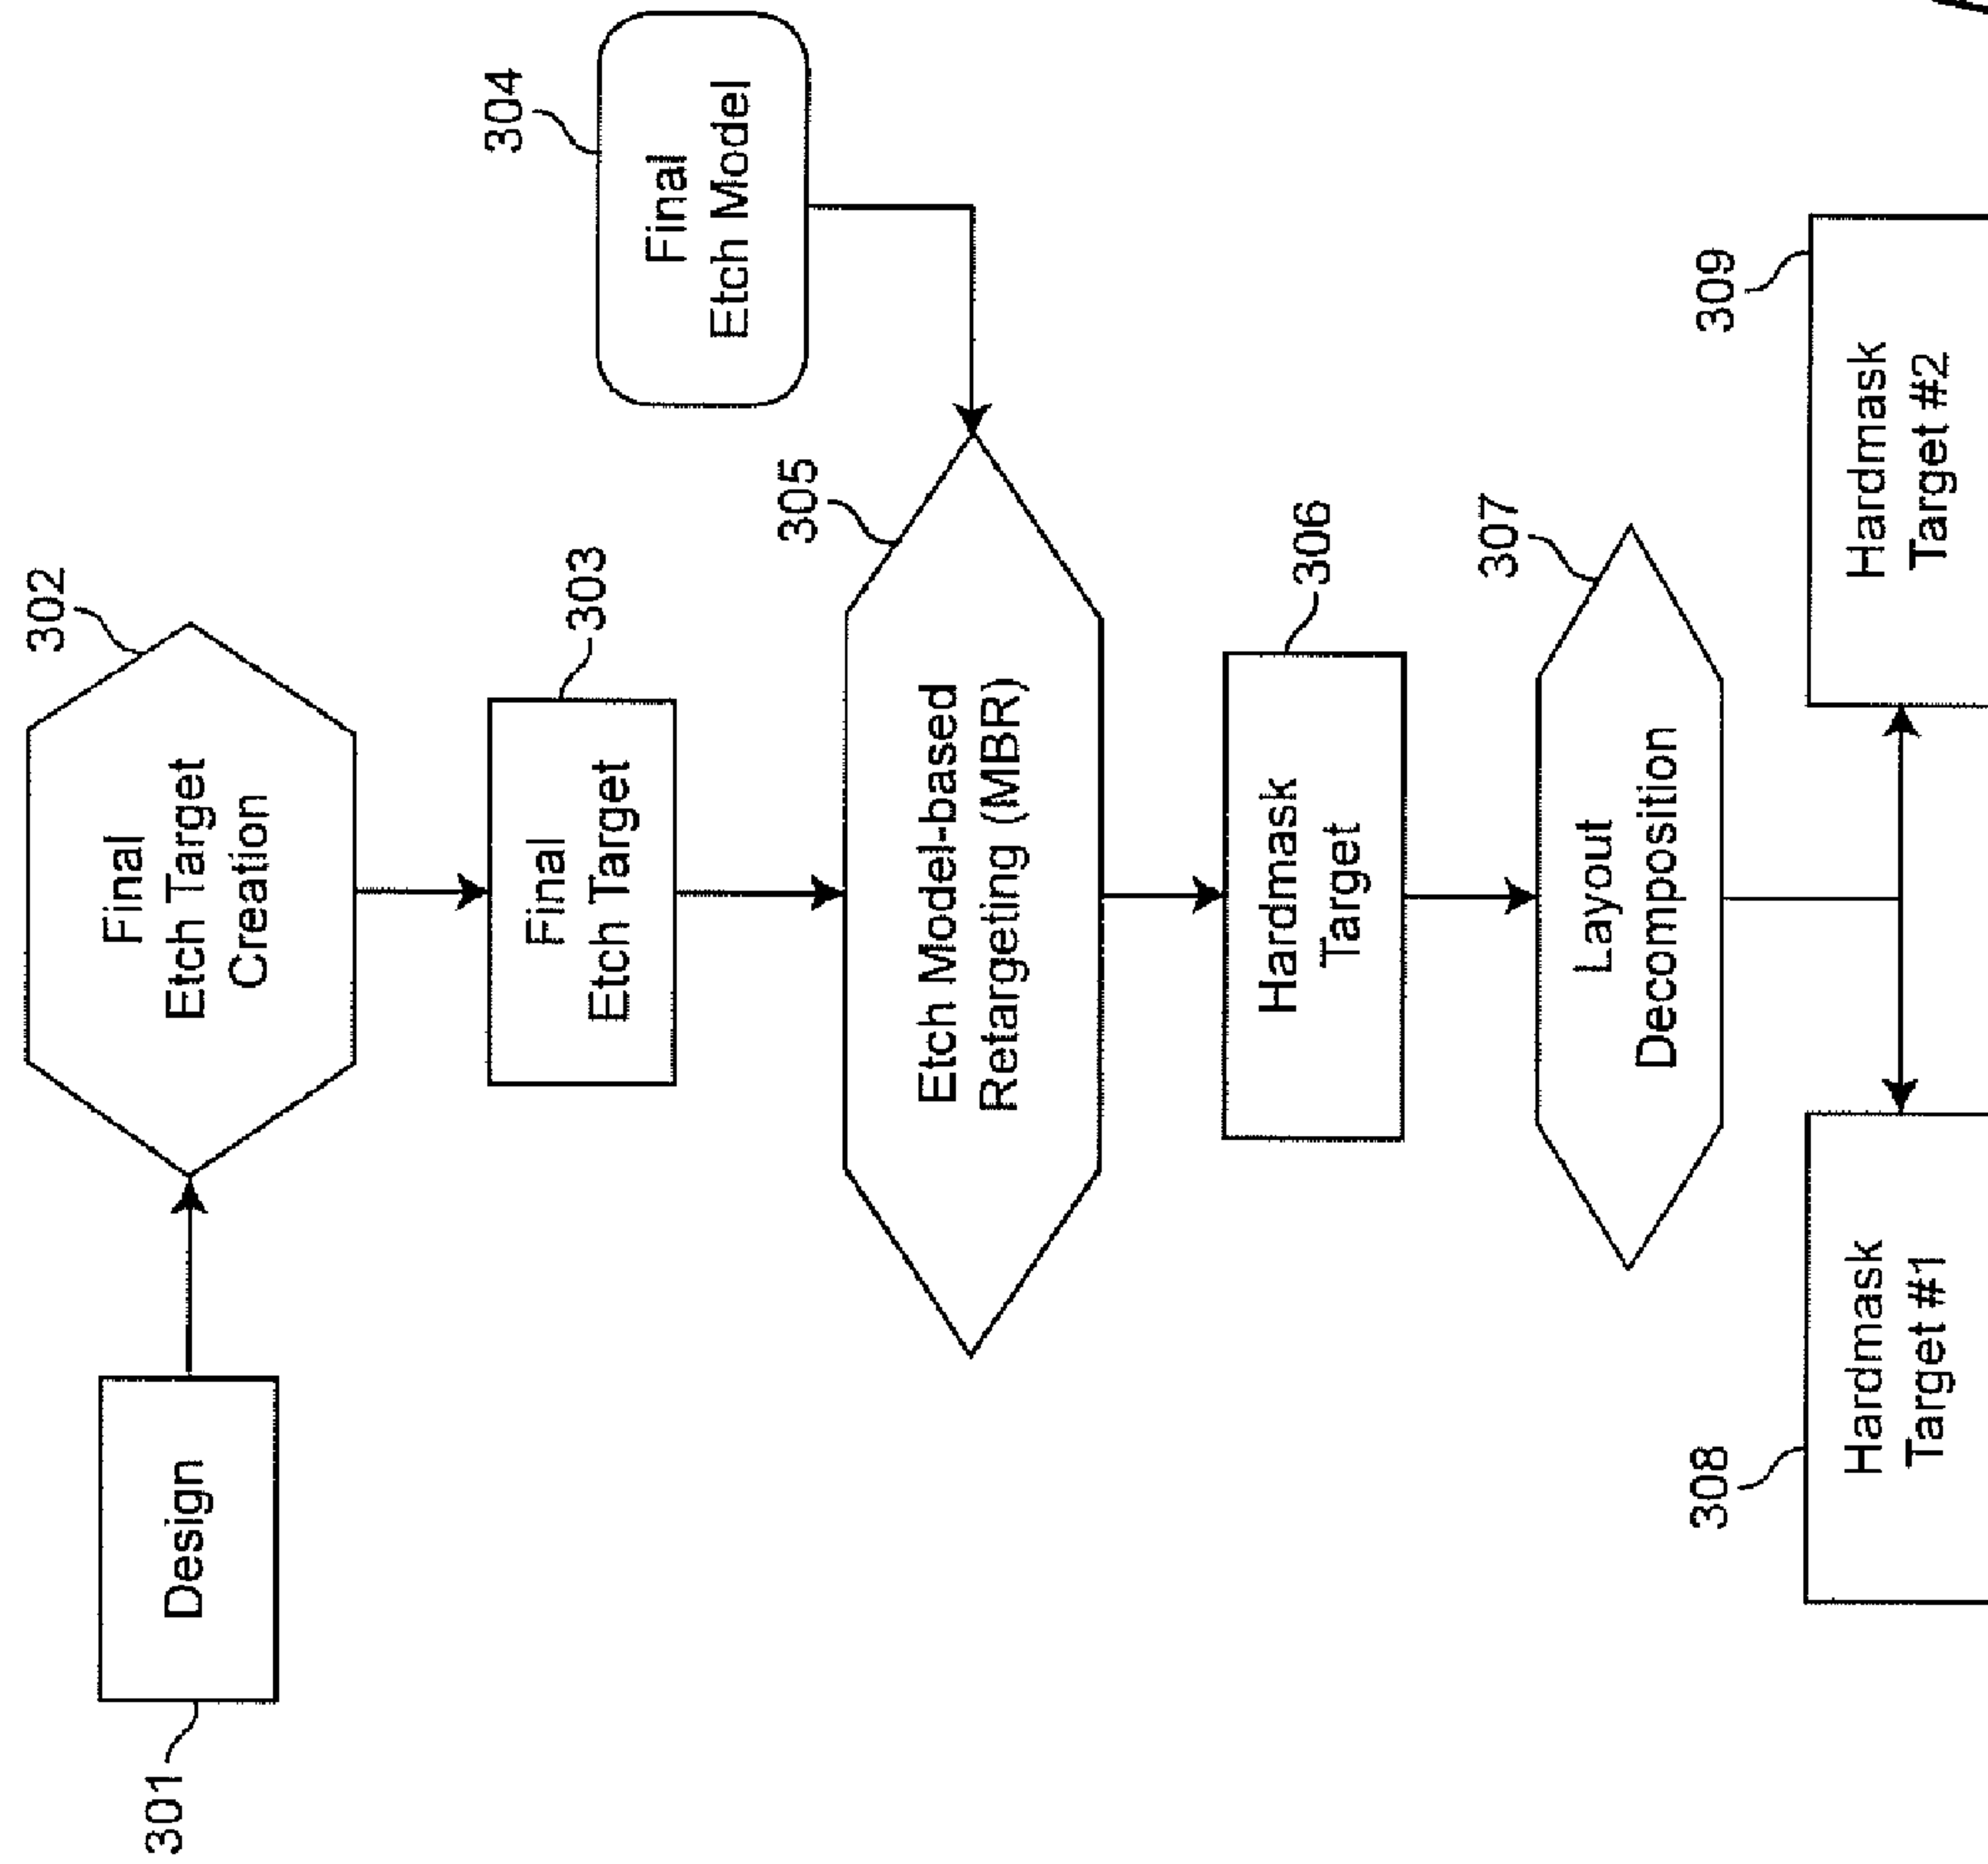 302
Final
Etch Target
Creation
Design
301
303
Final
Etch Target
304
Final
Etch Model
305
Etch Model-based
Retargeting (MBR)
306
Hardmask
Target
307
Layout
Decomposition
308
Hardmask
Target #1
309
Hardmask
Target #2